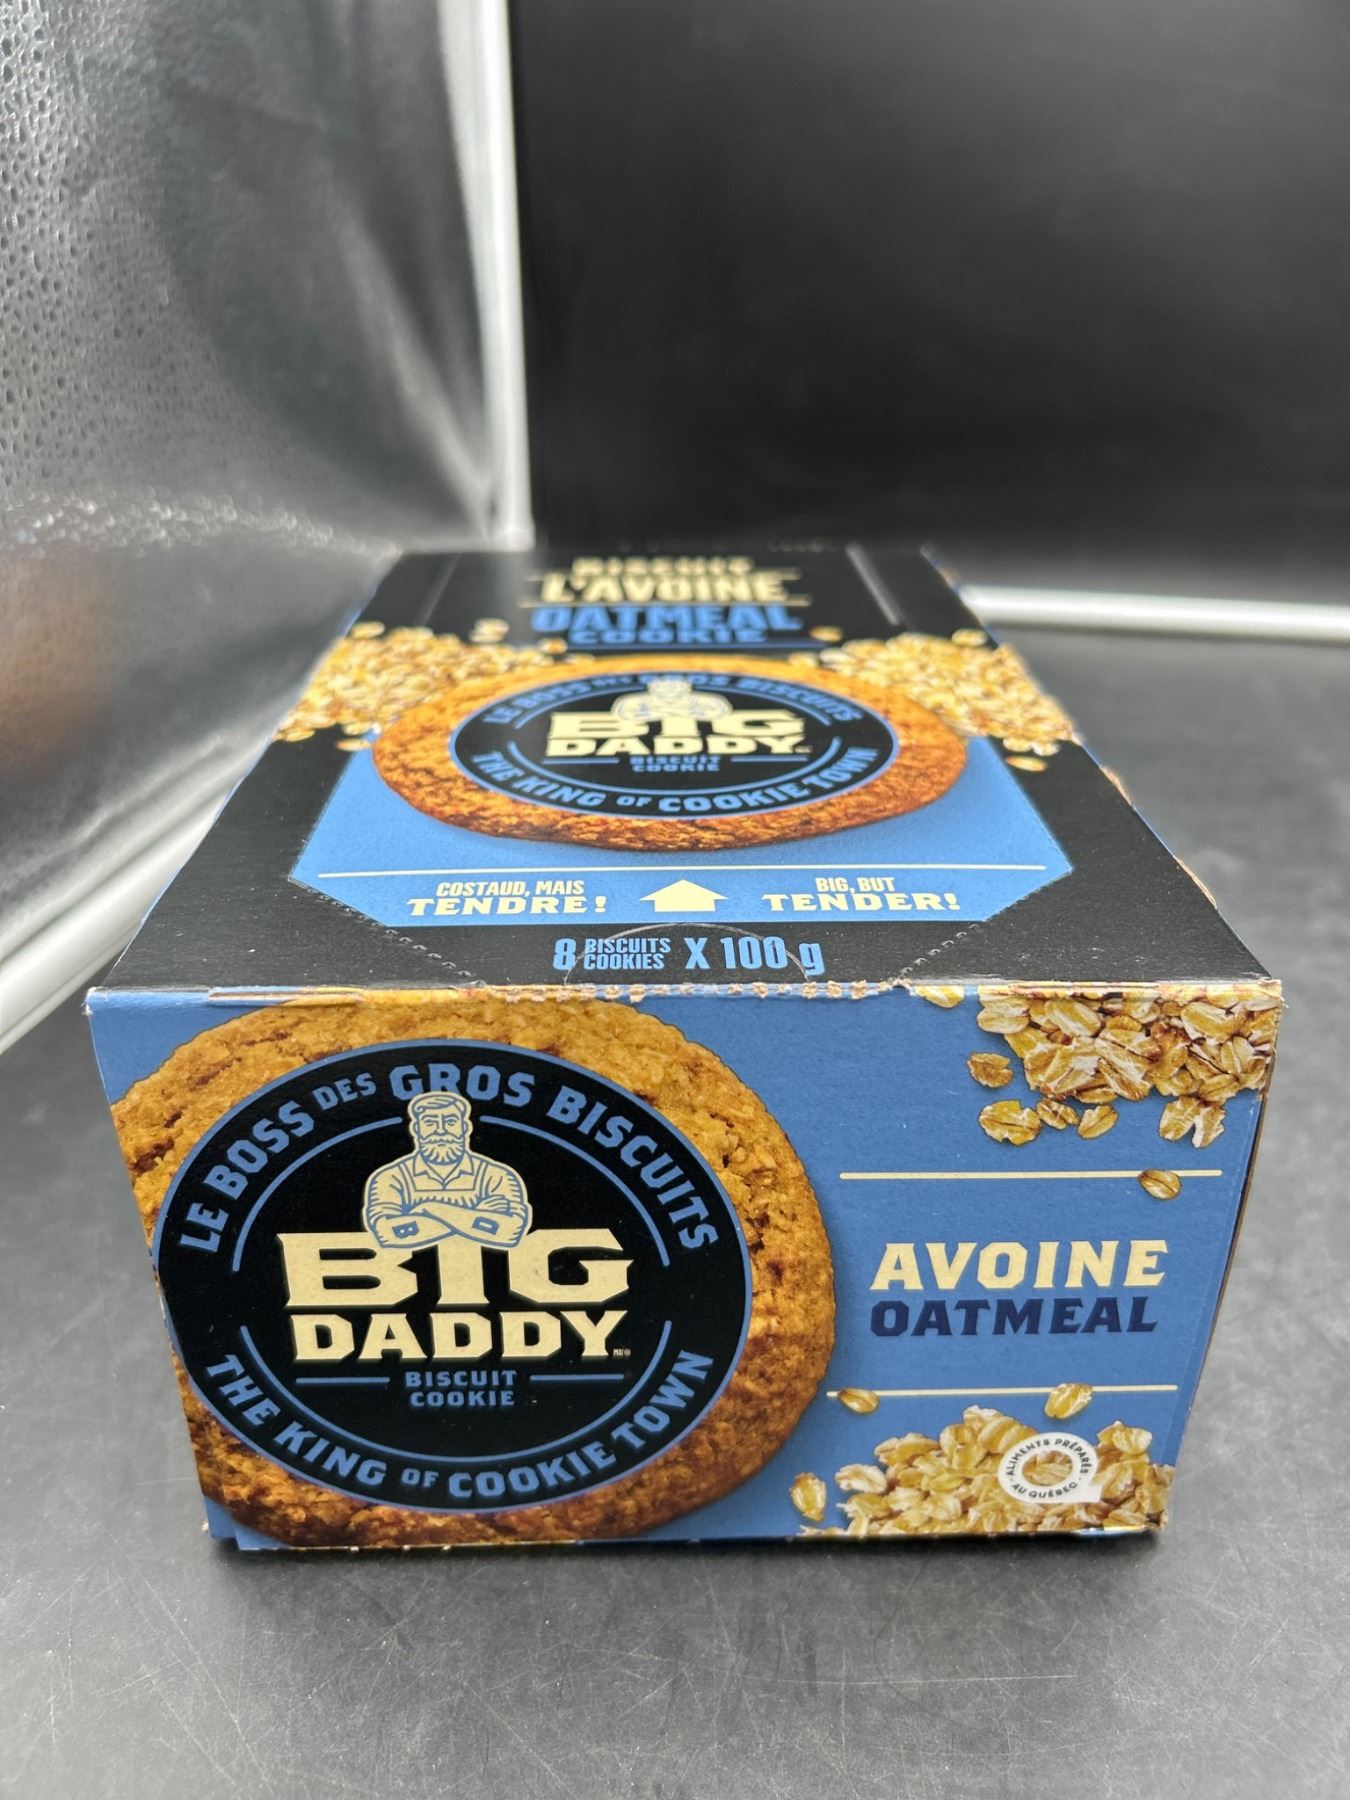 BISCUIT
L'AVOINE
OATMEAL
COOKIE
LE BOSS DES GROS BISCUITS
BIG
DADDY
BISCUIT
COOKIE
THE KING OF COOKIE TOWN
COSTAUD, MAIS
TENDRE!
BIG, BUT
TENDER!
8 BISCUITS
COOKIES X 100 g
LE BOSS DES GROS BISCUITS
B D
BIG
DADDY
BISCUIT
COOKIE
THE KING OF COOKIE TOWN
AVOINE
OATMEAL
ALIMENTS PRÉPARÉS
AU QUÉBEC